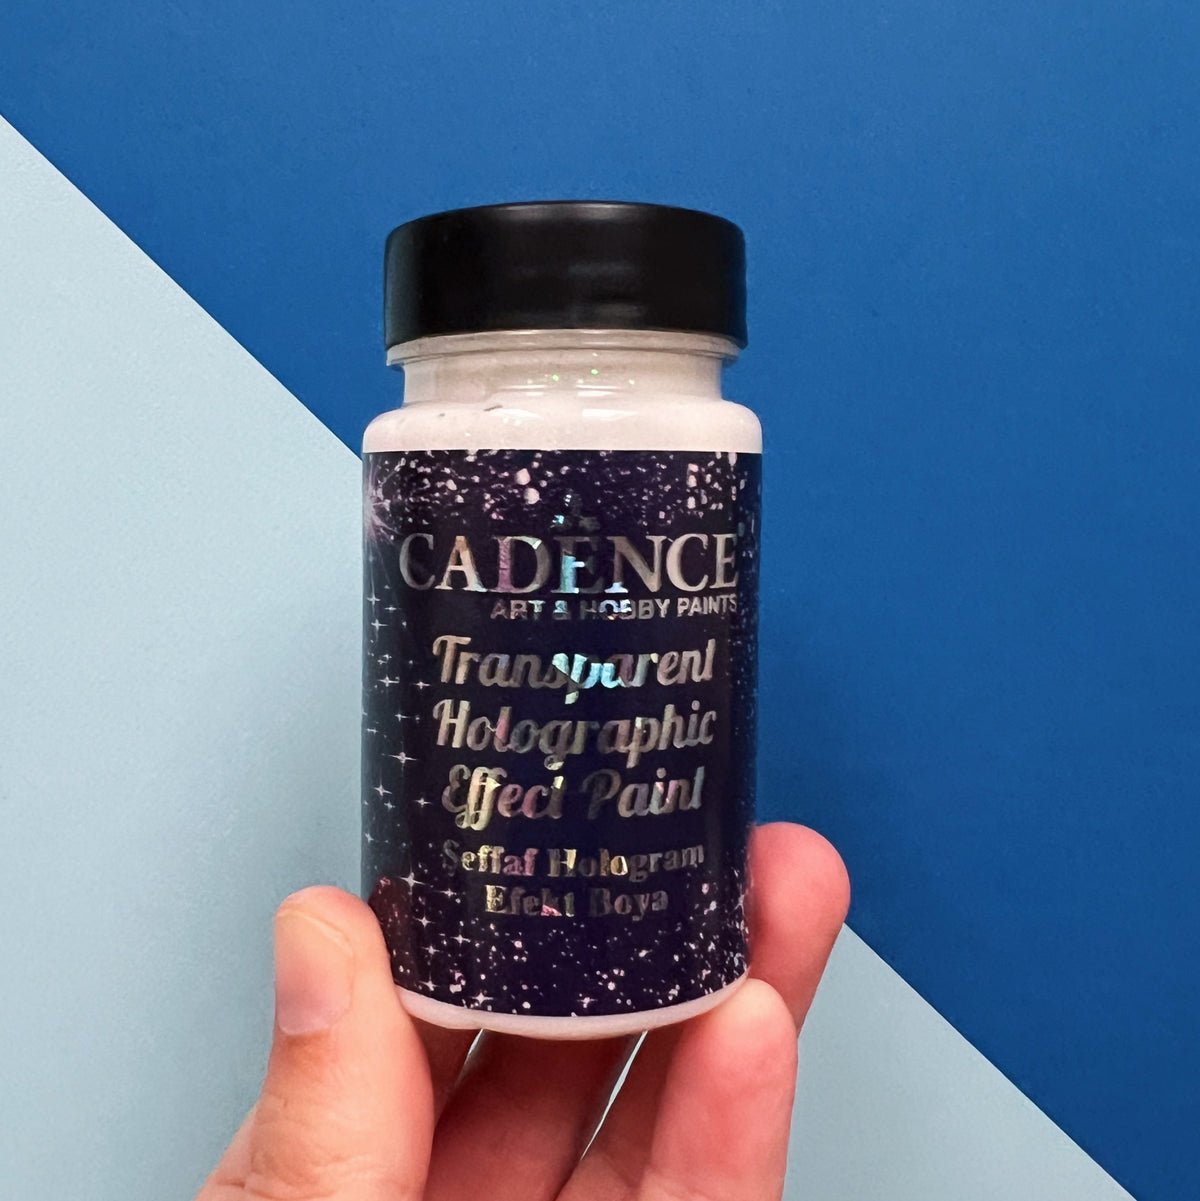 CADENCE
ART & HOBBY PAINTS
Transparent
Holographic
Effect Paint
Şeffaf Hologram
Efekt Boya